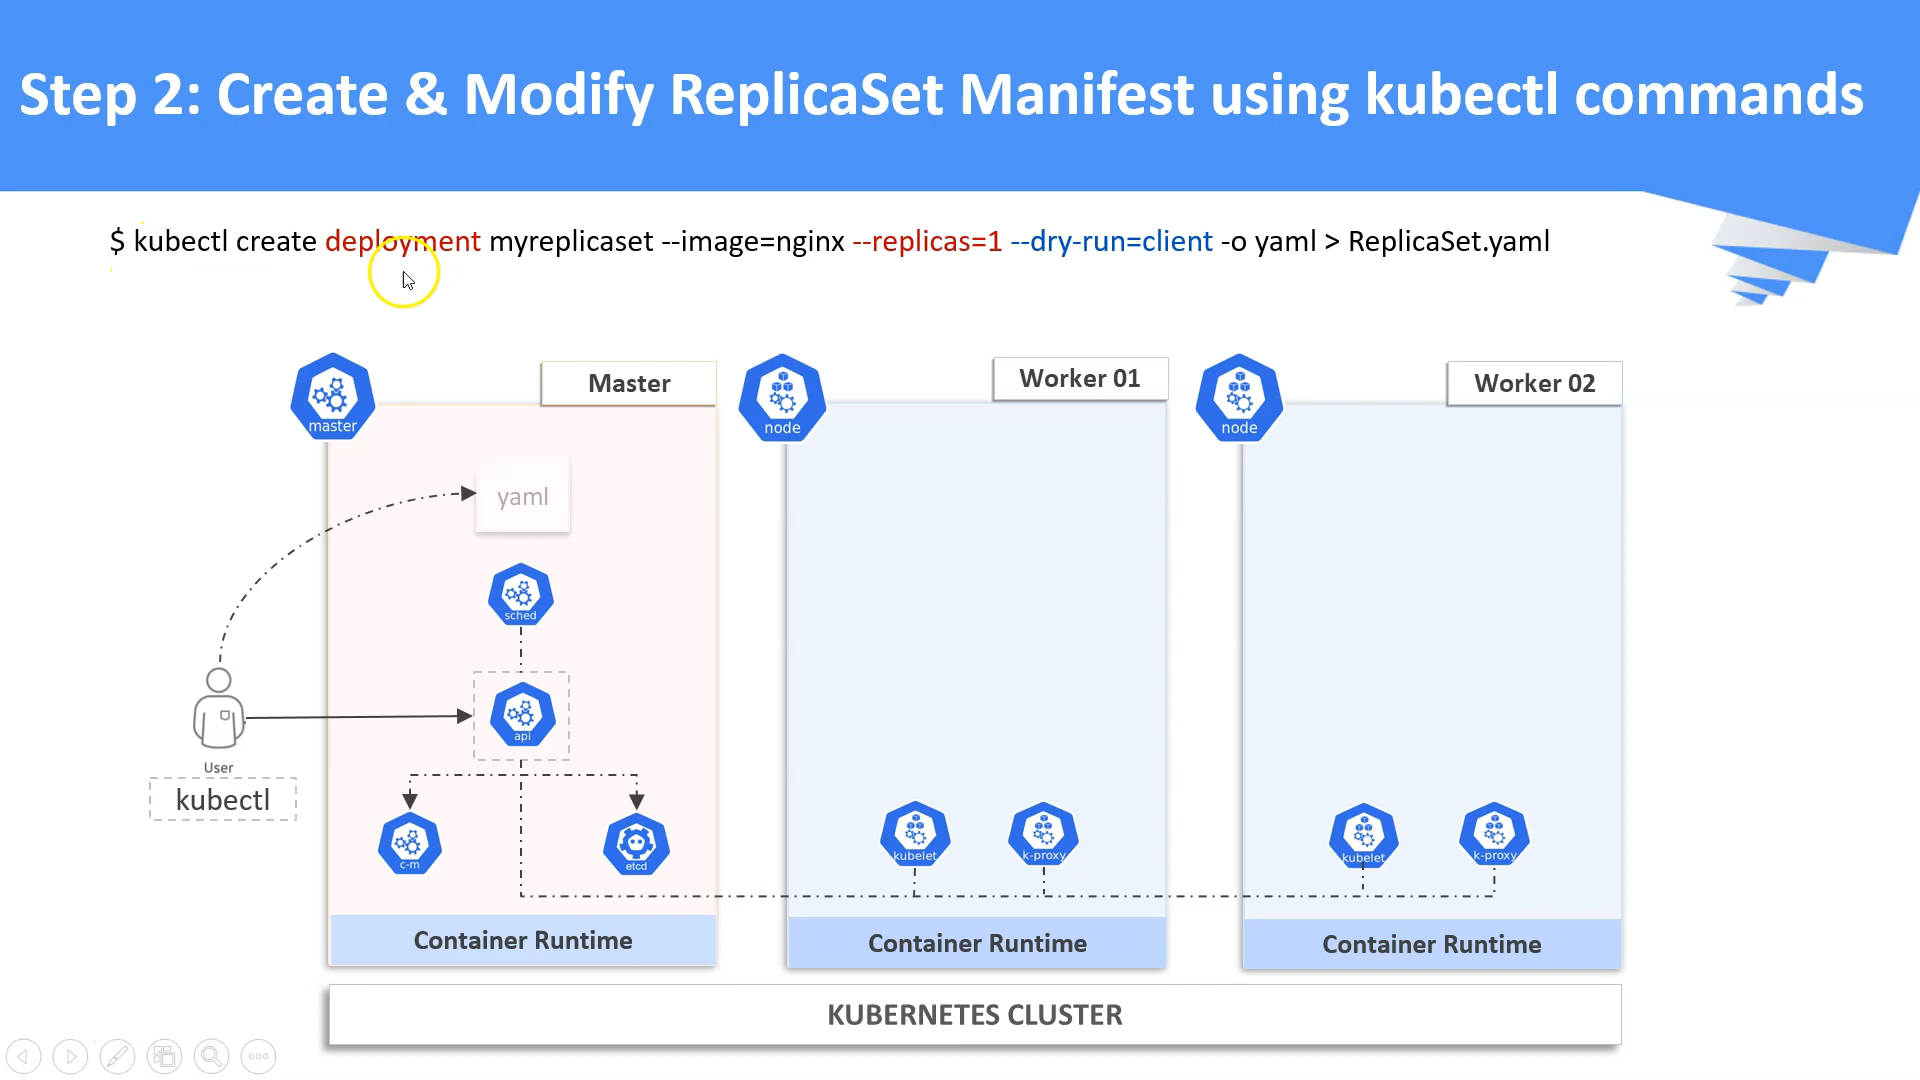 Step 2: Create & Modify ReplicaSet Manifest using kubectl commands
$ kubectl create deployment myreplicaset --image=nginx --replicas=1 --dry-run=client -o yaml > ReplicaSet.yaml
Master
Worker 01
Worker 02
master
node
node
yaml
sched
api
User
kubectl
c-m
etcd
kubelet
k-proxy
kubelet
k-proxy
Container Runtime
Container Runtime
Container Runtime
KUBERNETES CLUSTER